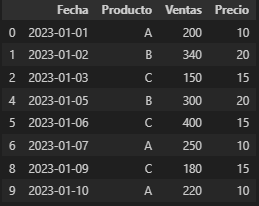 Fecha Producto Ventas Precio
0 2023-01-01 A 200 10
1 2023-01-02 B 340 20
2 2023-01-03 C 150 15
4 2023-01-05 B 300 20
5 2023-01-06 C 400 15
6 2023-01-07 A 250 10
8 2023-01-09 C 180 15
9 2023-01-10 A 220 10